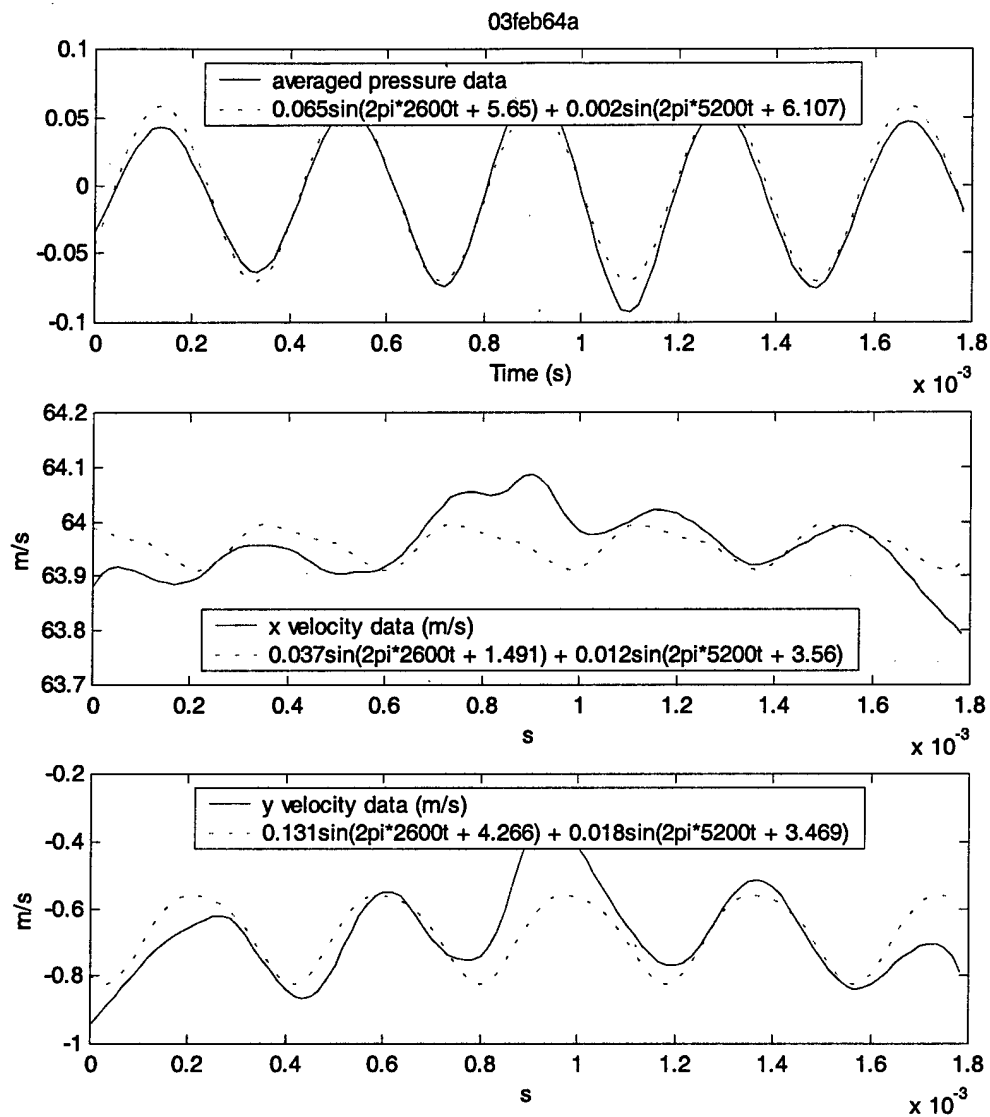 03feb64a
0.1
0.05
0
-0.05
-0.1
averaged pressure data
0.065sin(2pi*2600t + 5.65) + 0.002sin(2pi*5200t + 6.107)
0 0.2 0.4 0.6 0.8 1 1.2 1.4 1.6 1.8
Time (s)
x 10-3
64.2
64.1
64
63.9
63.8
63.7
m/s
x velocity data (m/s)
0.037sin(2pi*2600t + 1.491) + 0.012sin(2pi*5200t + 3.56)
0 0.2 0.4 0.6 0.8 1 1.2 1.4 1.6 1.8
s
x 10-3
-0.2
-0.4
-0.6
-0.8
-1
m/s
y velocity data (m/s)
0.131sin(2pi*2600t + 4.266) + 0.018sin(2pi*5200t + 3.469)
0 0.2 0.4 0.6 0.8 1 1.2 1.4 1.6 1.8
s
x 10-3